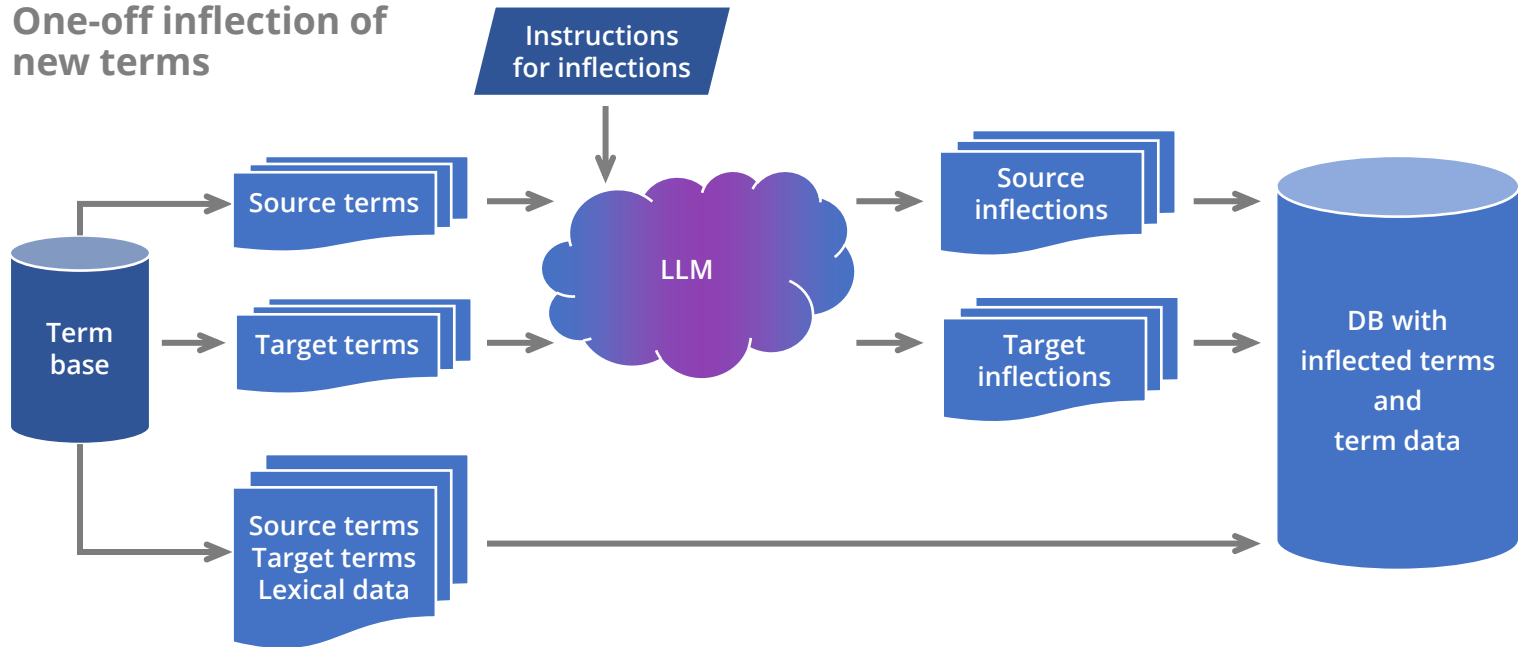 One-off inflection of
new terms
Instructions
for inflections
Source terms
Source
inflections
LLM
Term
base
Target terms
Target
inflections
DB with
inflected terms
and
term data
Source terms
Target terms
Lexical data